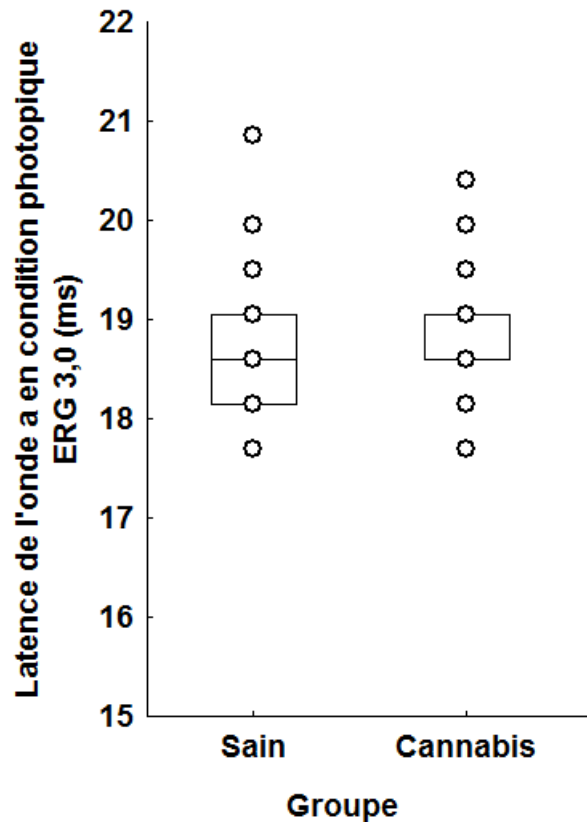 Latence de l'onde a en condition photopique
ERG 3,0 (ms)
22
21
20
19
18
17
16
15
Sain Cannabis
Groupe